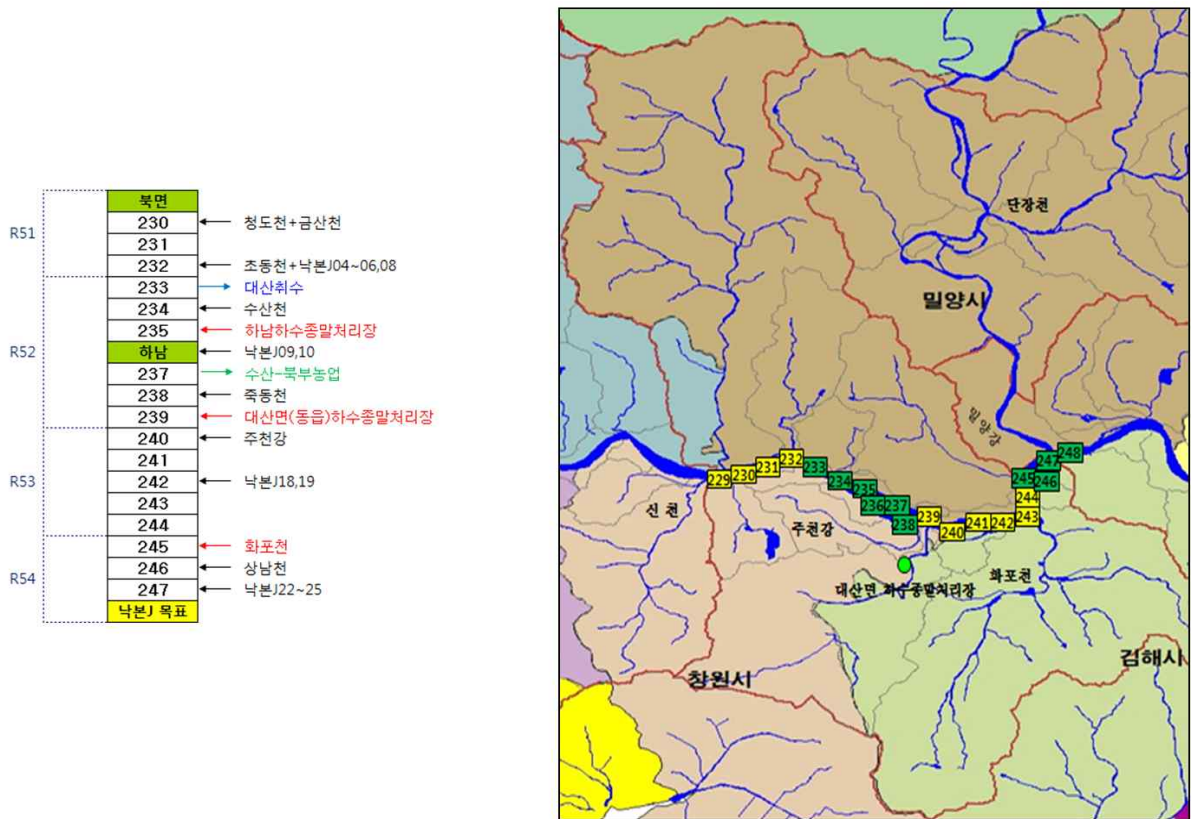 북면
R51
230 청도천+금산천
231
232 초동천+낙본J04~06,08
233 대산취수
234 수산천
235 하남하수종말처리장
R52
하남 낙본J09,10
237 수산-북부농업
238 죽동천
239 대산면(동읍)하수종말처리장
240 주천강
241
R53
242 낙본J18,19
243
244
245 화포천
R54
246 상남천
247 낙본J22~25
낙본J 목표
단장천
밀양시
밀양강
229 230 231 232 233 234 235 236 237 238 239 240 241 242 243 244 245 246 247 248
신 천
주천강
화포천
대산면 하수종말처리장
김해시
창원시